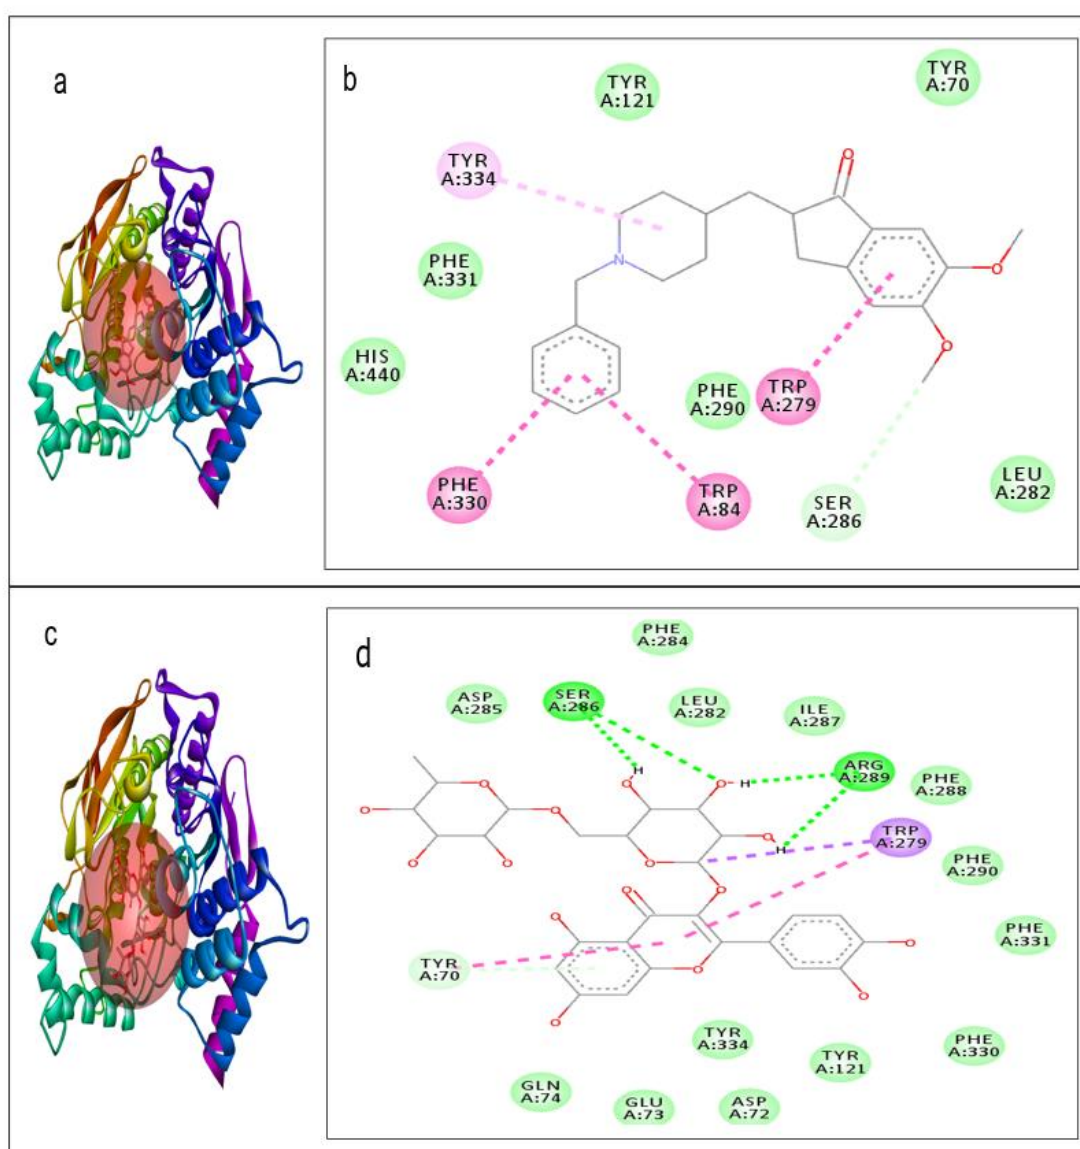 a
b
TYR
A:121
TYR
A:70
O
TYR
A:334
N
PHE
A:331
O
HIS
A:440
O
PHE
A:290
TRP
A:279
PHE
A:330
TRP
A:84
SER
A:286
LEU
A:282
c
d
PHE
A:284
ASP
A:285
SER
A:286
LEU
A:282
ILE
A:287
ARG
A:289
PHE
A:288
H
O
O
H
O
O
O
O
O
H
TRP
A:279
O
O
O
O
PHE
A:290
O
O
O
PHE
A:331
TYR
A:70
O
O
O
O
TYR
A:334
TYR
A:121
PHE
A:330
GLN
A:74
GLU
A:73
ASP
A:72